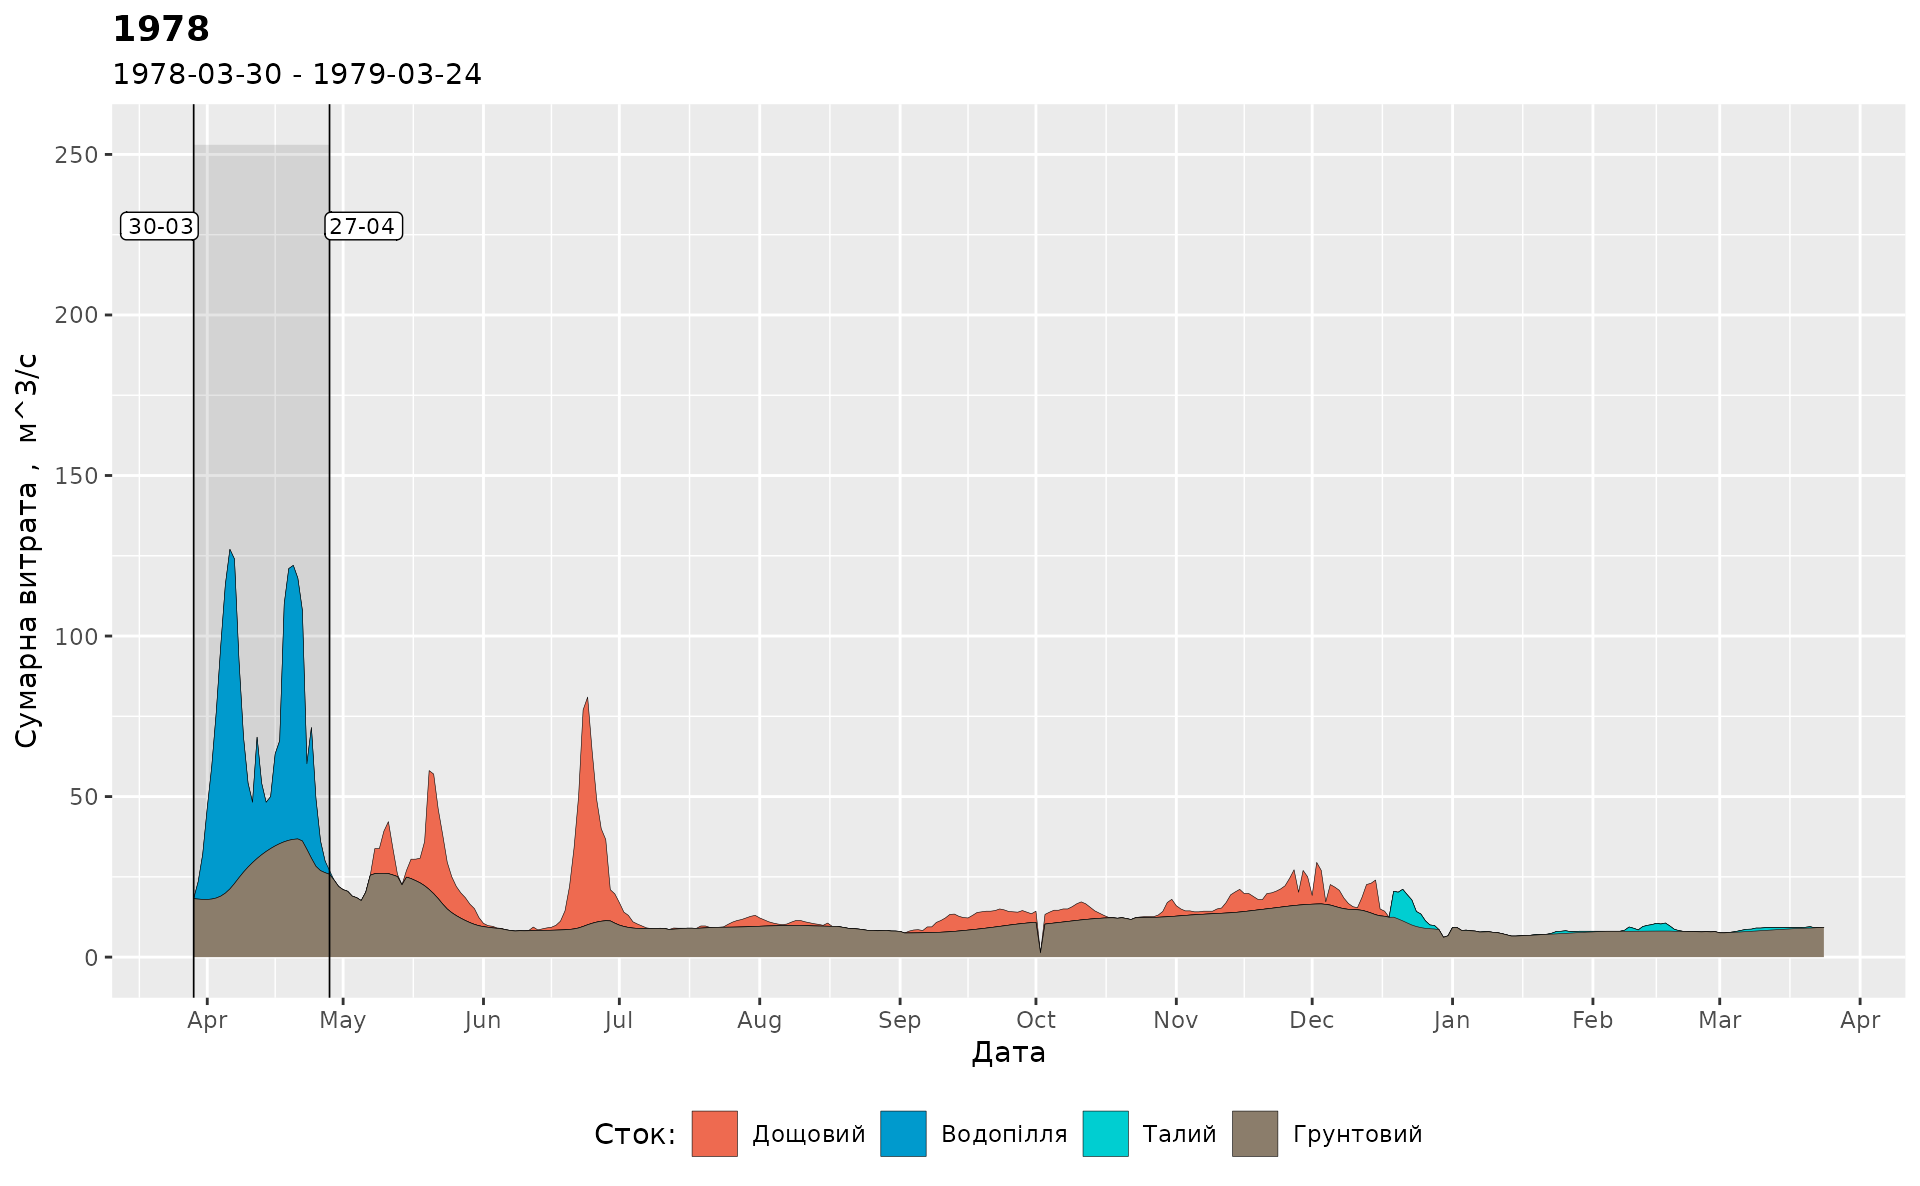 1978
1978-03-30 - 1979-03-24
Сумарна витрата , м^3/с
250
200
150
100
50
0
30-03
27-04
Apr May Jun Jul Aug Sep Oct Nov Dec Jan Feb Mar Apr
Дата
Сток: Дощовий Водопілля Талий Грунтовий